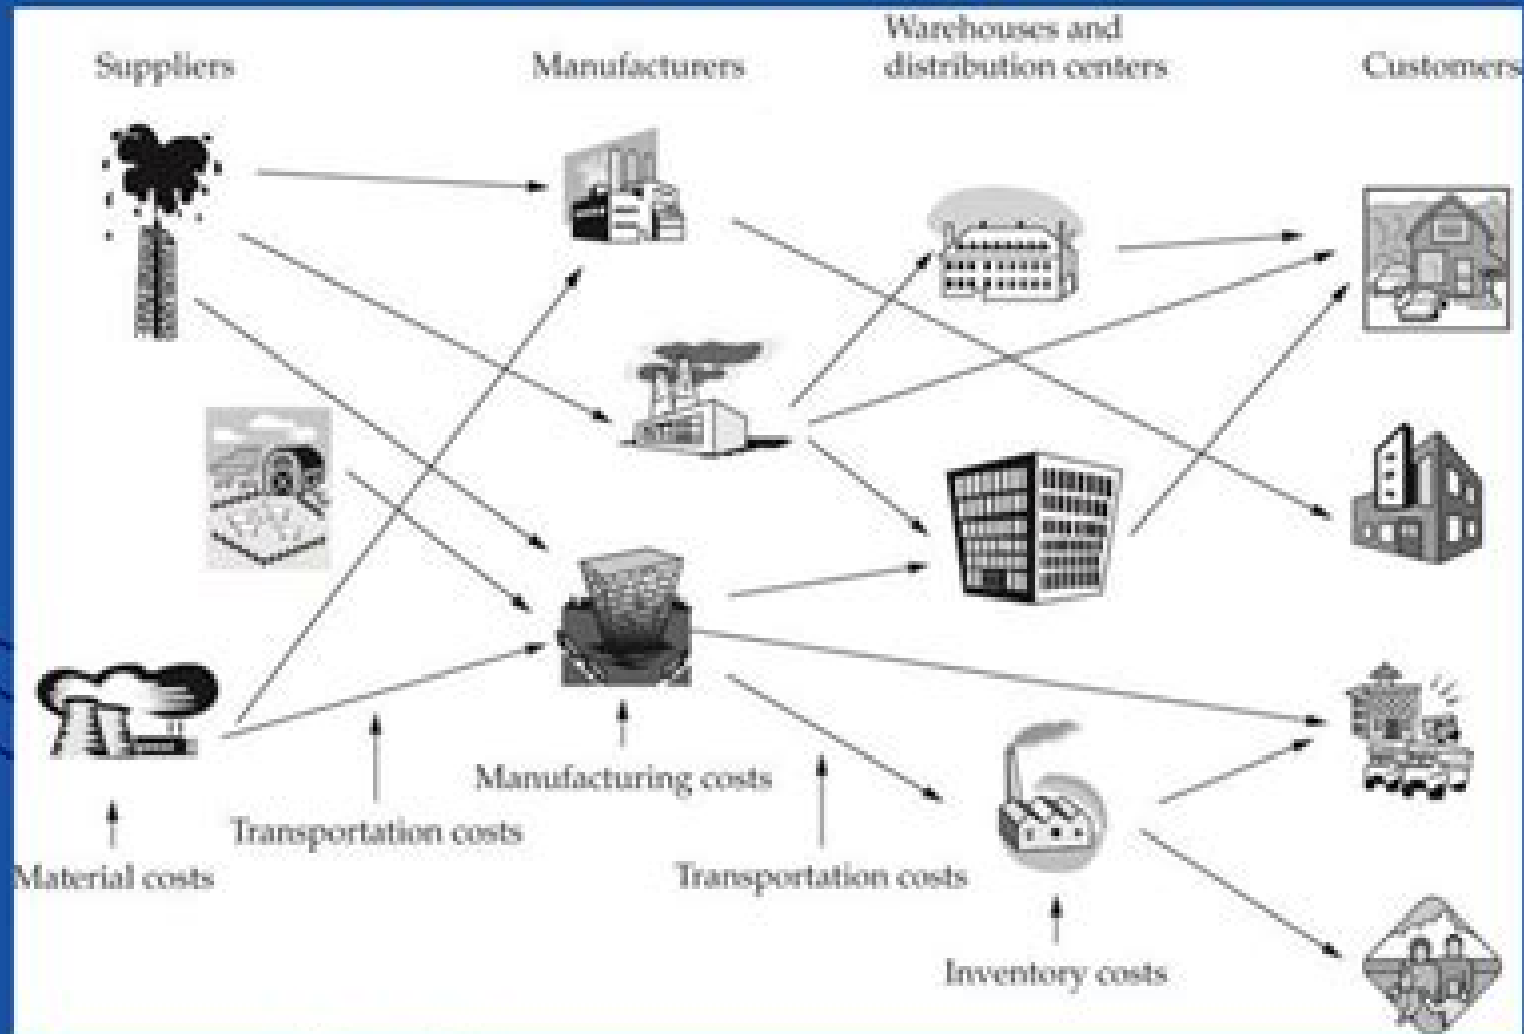 Suppliers
Manufacturers
Warehouses and
distribution centers
Customers
Manufacturing costs
Transportation costs
Material costs
Transportation costs
Inventory costs